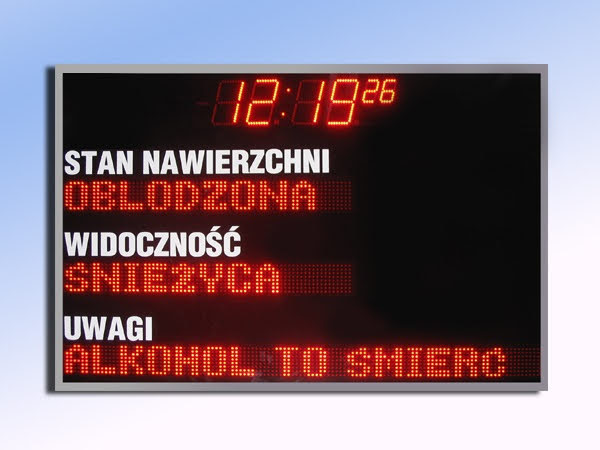 12:19 26
STAN NAWIERZCHNI
OBLODZONA
WIDOCZNOŚĆ
ŚNIEŻYCA
UWAGI
ALKOHOL TO ŚMIERĆ